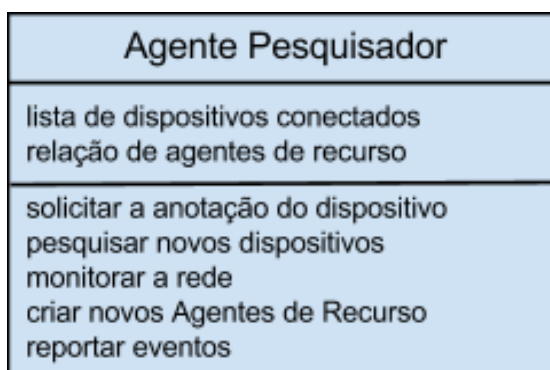 Agente Pesquisador
lista de dispositivos conectados
relação de agentes de recurso
solicitar a anotação do dispositivo
pesquisar novos dispositivos
monitorar a rede
criar novos Agentes de Recurso
reportar eventos